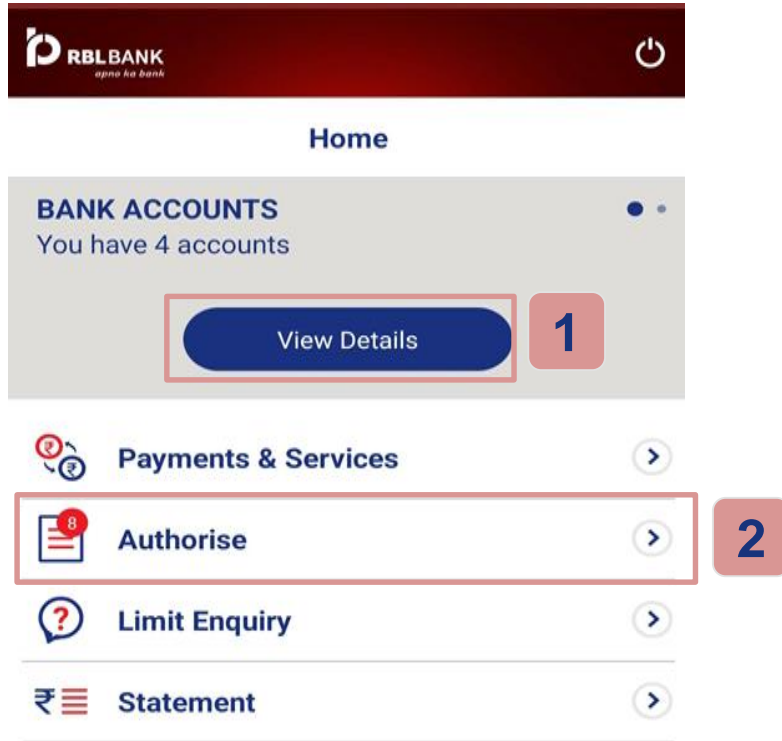 RBLBANK
apno ka bank
Home
BANK ACCOUNTS
You have 4 accounts
View Details
1
Payments & Services
8
Authorise
2
?
Limit Enquiry
₹
Statement